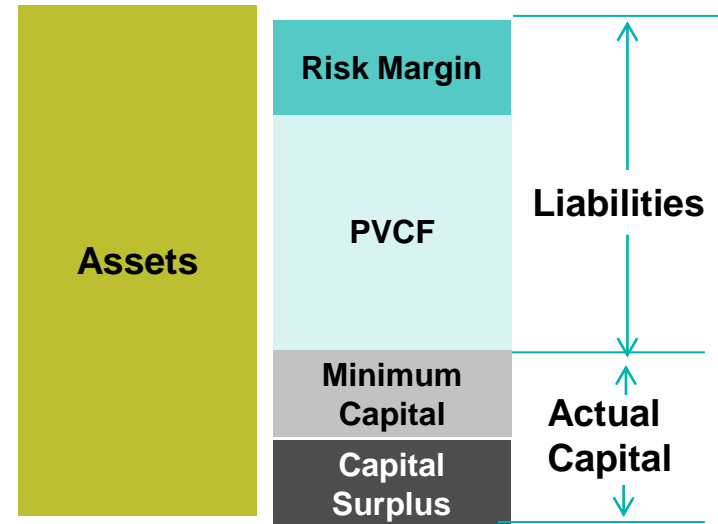 Assets
Risk Margin
PVCF
Minimum
Capital
Capital
Surplus
Liabilities
Actual
Capital